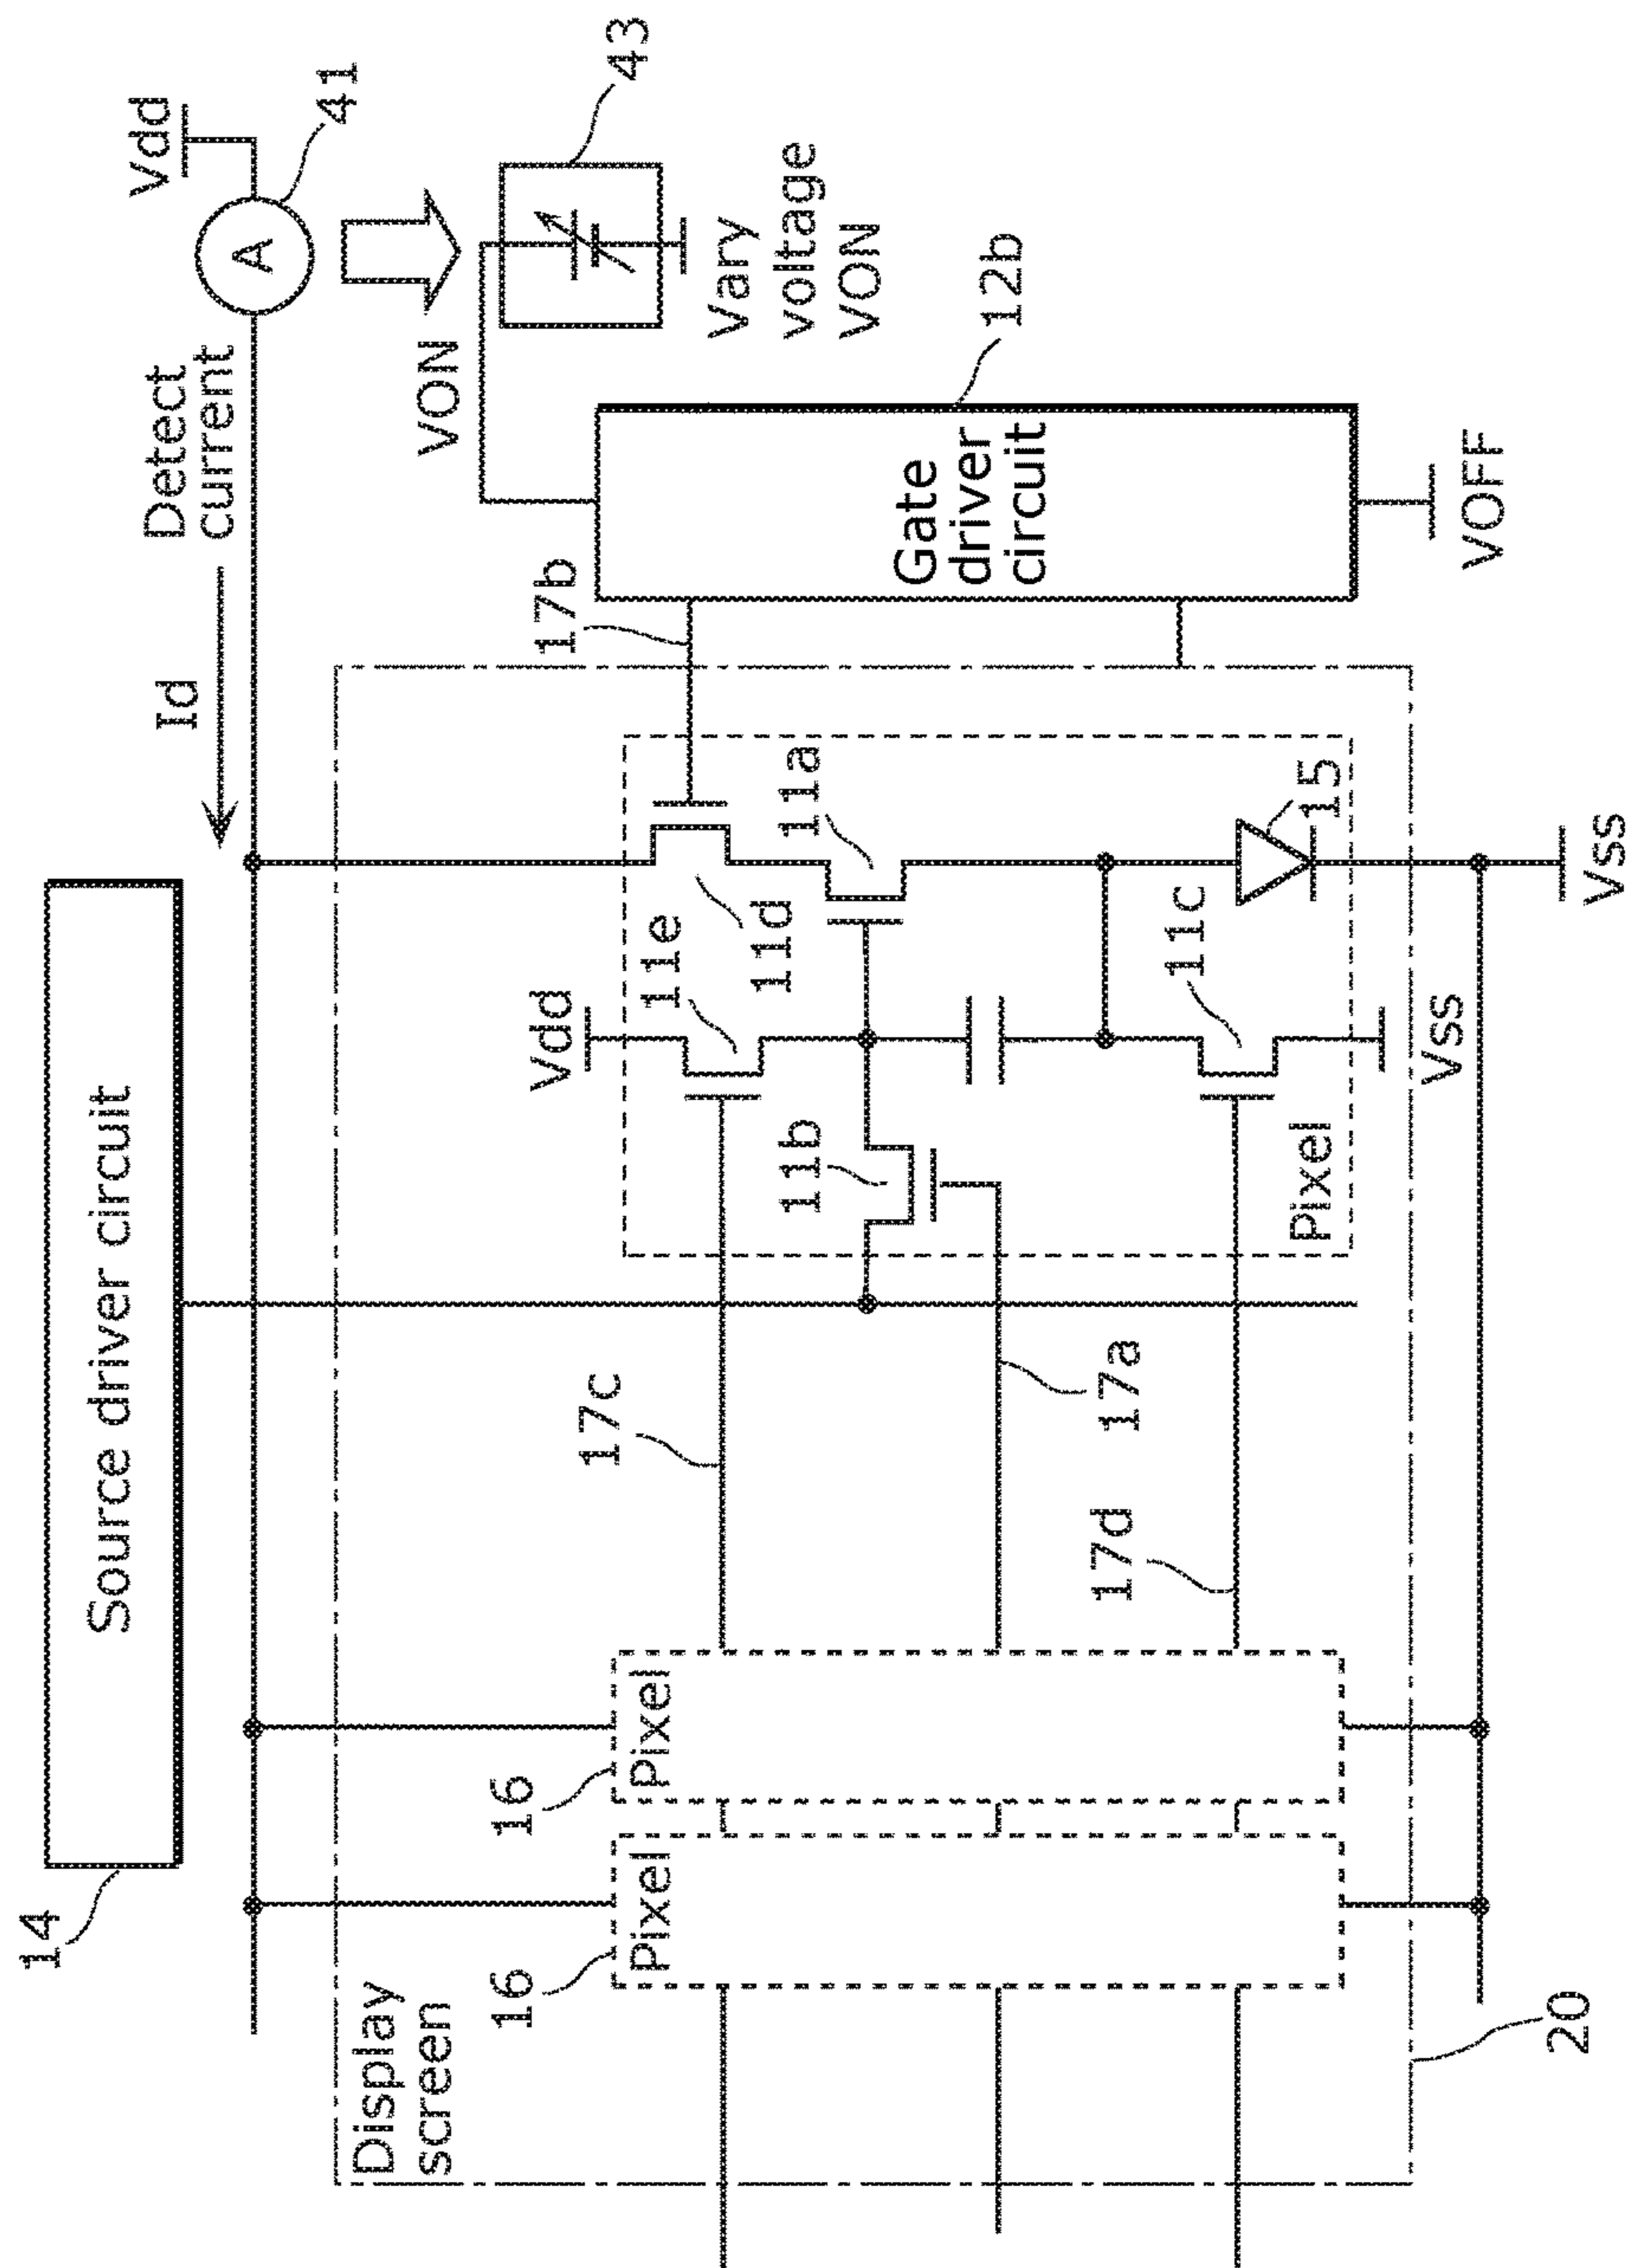 14
Source driver circuit
Id
Detect
current
Vdd
A
41
43
VON
Vary
voltage
VON
12b
Gate
driver
circuit
VOFF
17b
Display
screen
16
Pixel
16
Pixel
17c
17a
17d
Vdd
11e
11d
11a
11b
11c
15
Pixel
Vss
Vss
20